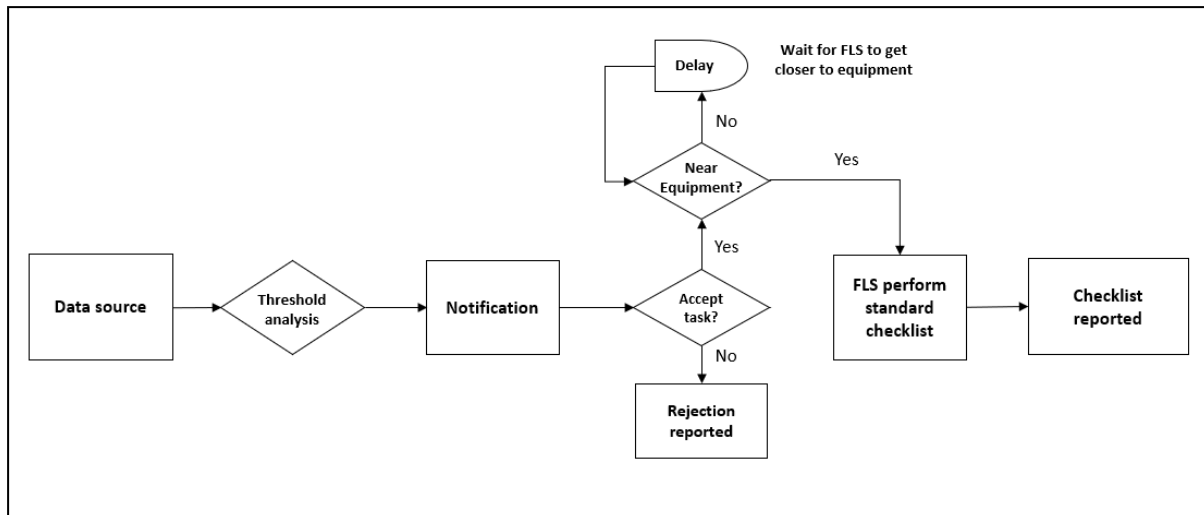 Delay
Wait for FLS to get
closer to equipment
No
Near
Equipment?
Yes
Yes
Data source
Threshold
analysis
Notification
Accept
task?
FLS perform
standard
checklist
Checklist
reported
No
Rejection
reported